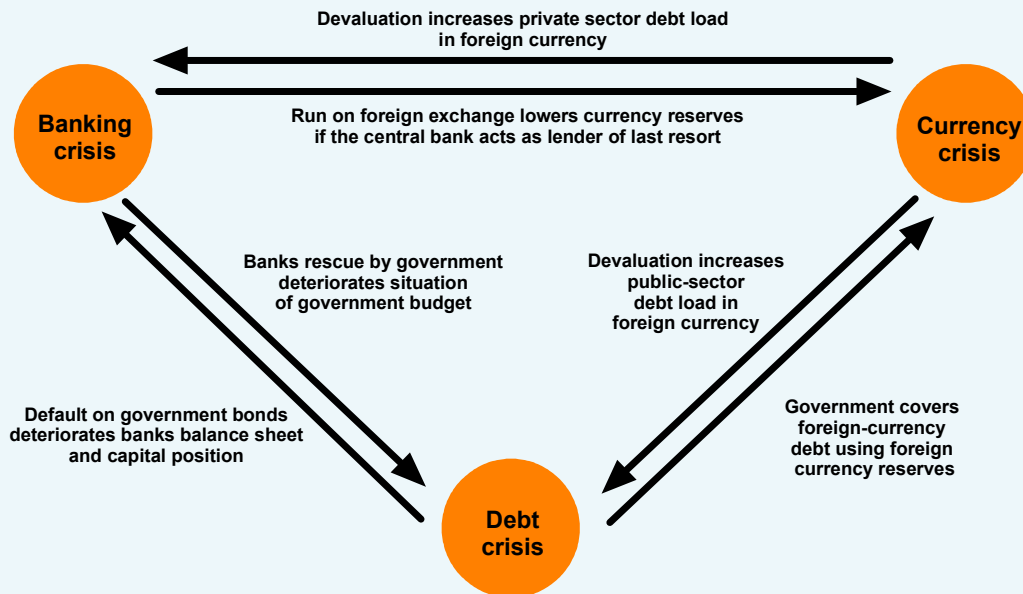 Devaluation increases private sector debt load
in foreign currency
Run on foreign exchange lowers currency reserves
if the central bank acts as lender of last resort
Banking
crisis
Currency
crisis
Banks rescue by government
deteriorates situation
of government budget
Devaluation increases
public-sector
debt load in
foreign currency
Default on government bonds
deteriorates banks balance sheet
and capital position
Government covers
foreign-currency
debt using foreign
currency reserves
Debt
crisis